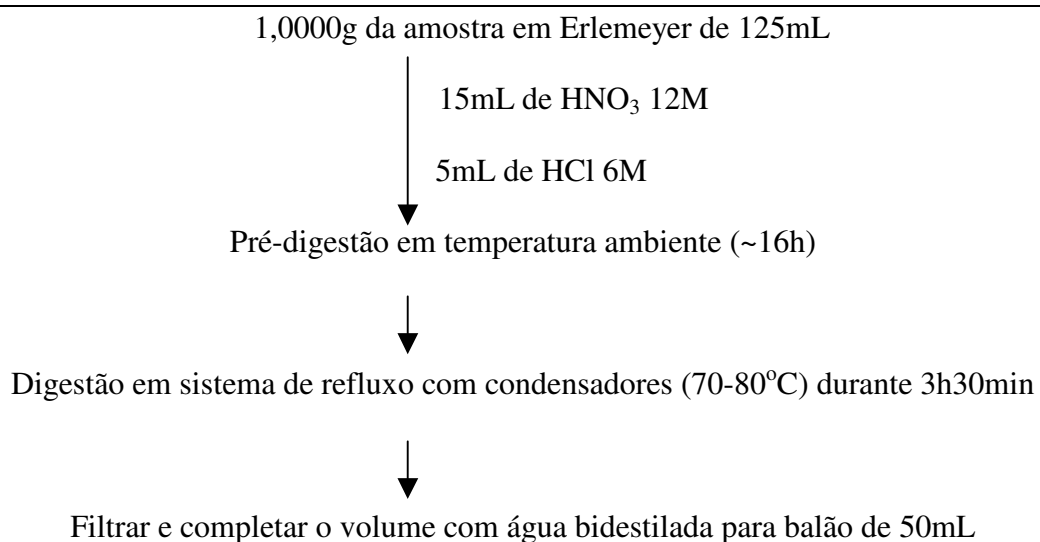 1,0000g da amostra em Erlemeyer de 125mL
15mL de HNO₃ 12M
5mL de HCl 6M
Pré-digestão em temperatura ambiente (~16h)
Digestão em sistema de refluxo com condensadores (70-80ºC) durante 3h30min
Filtrar e completar o volume com água bidestilada para balão de 50mL